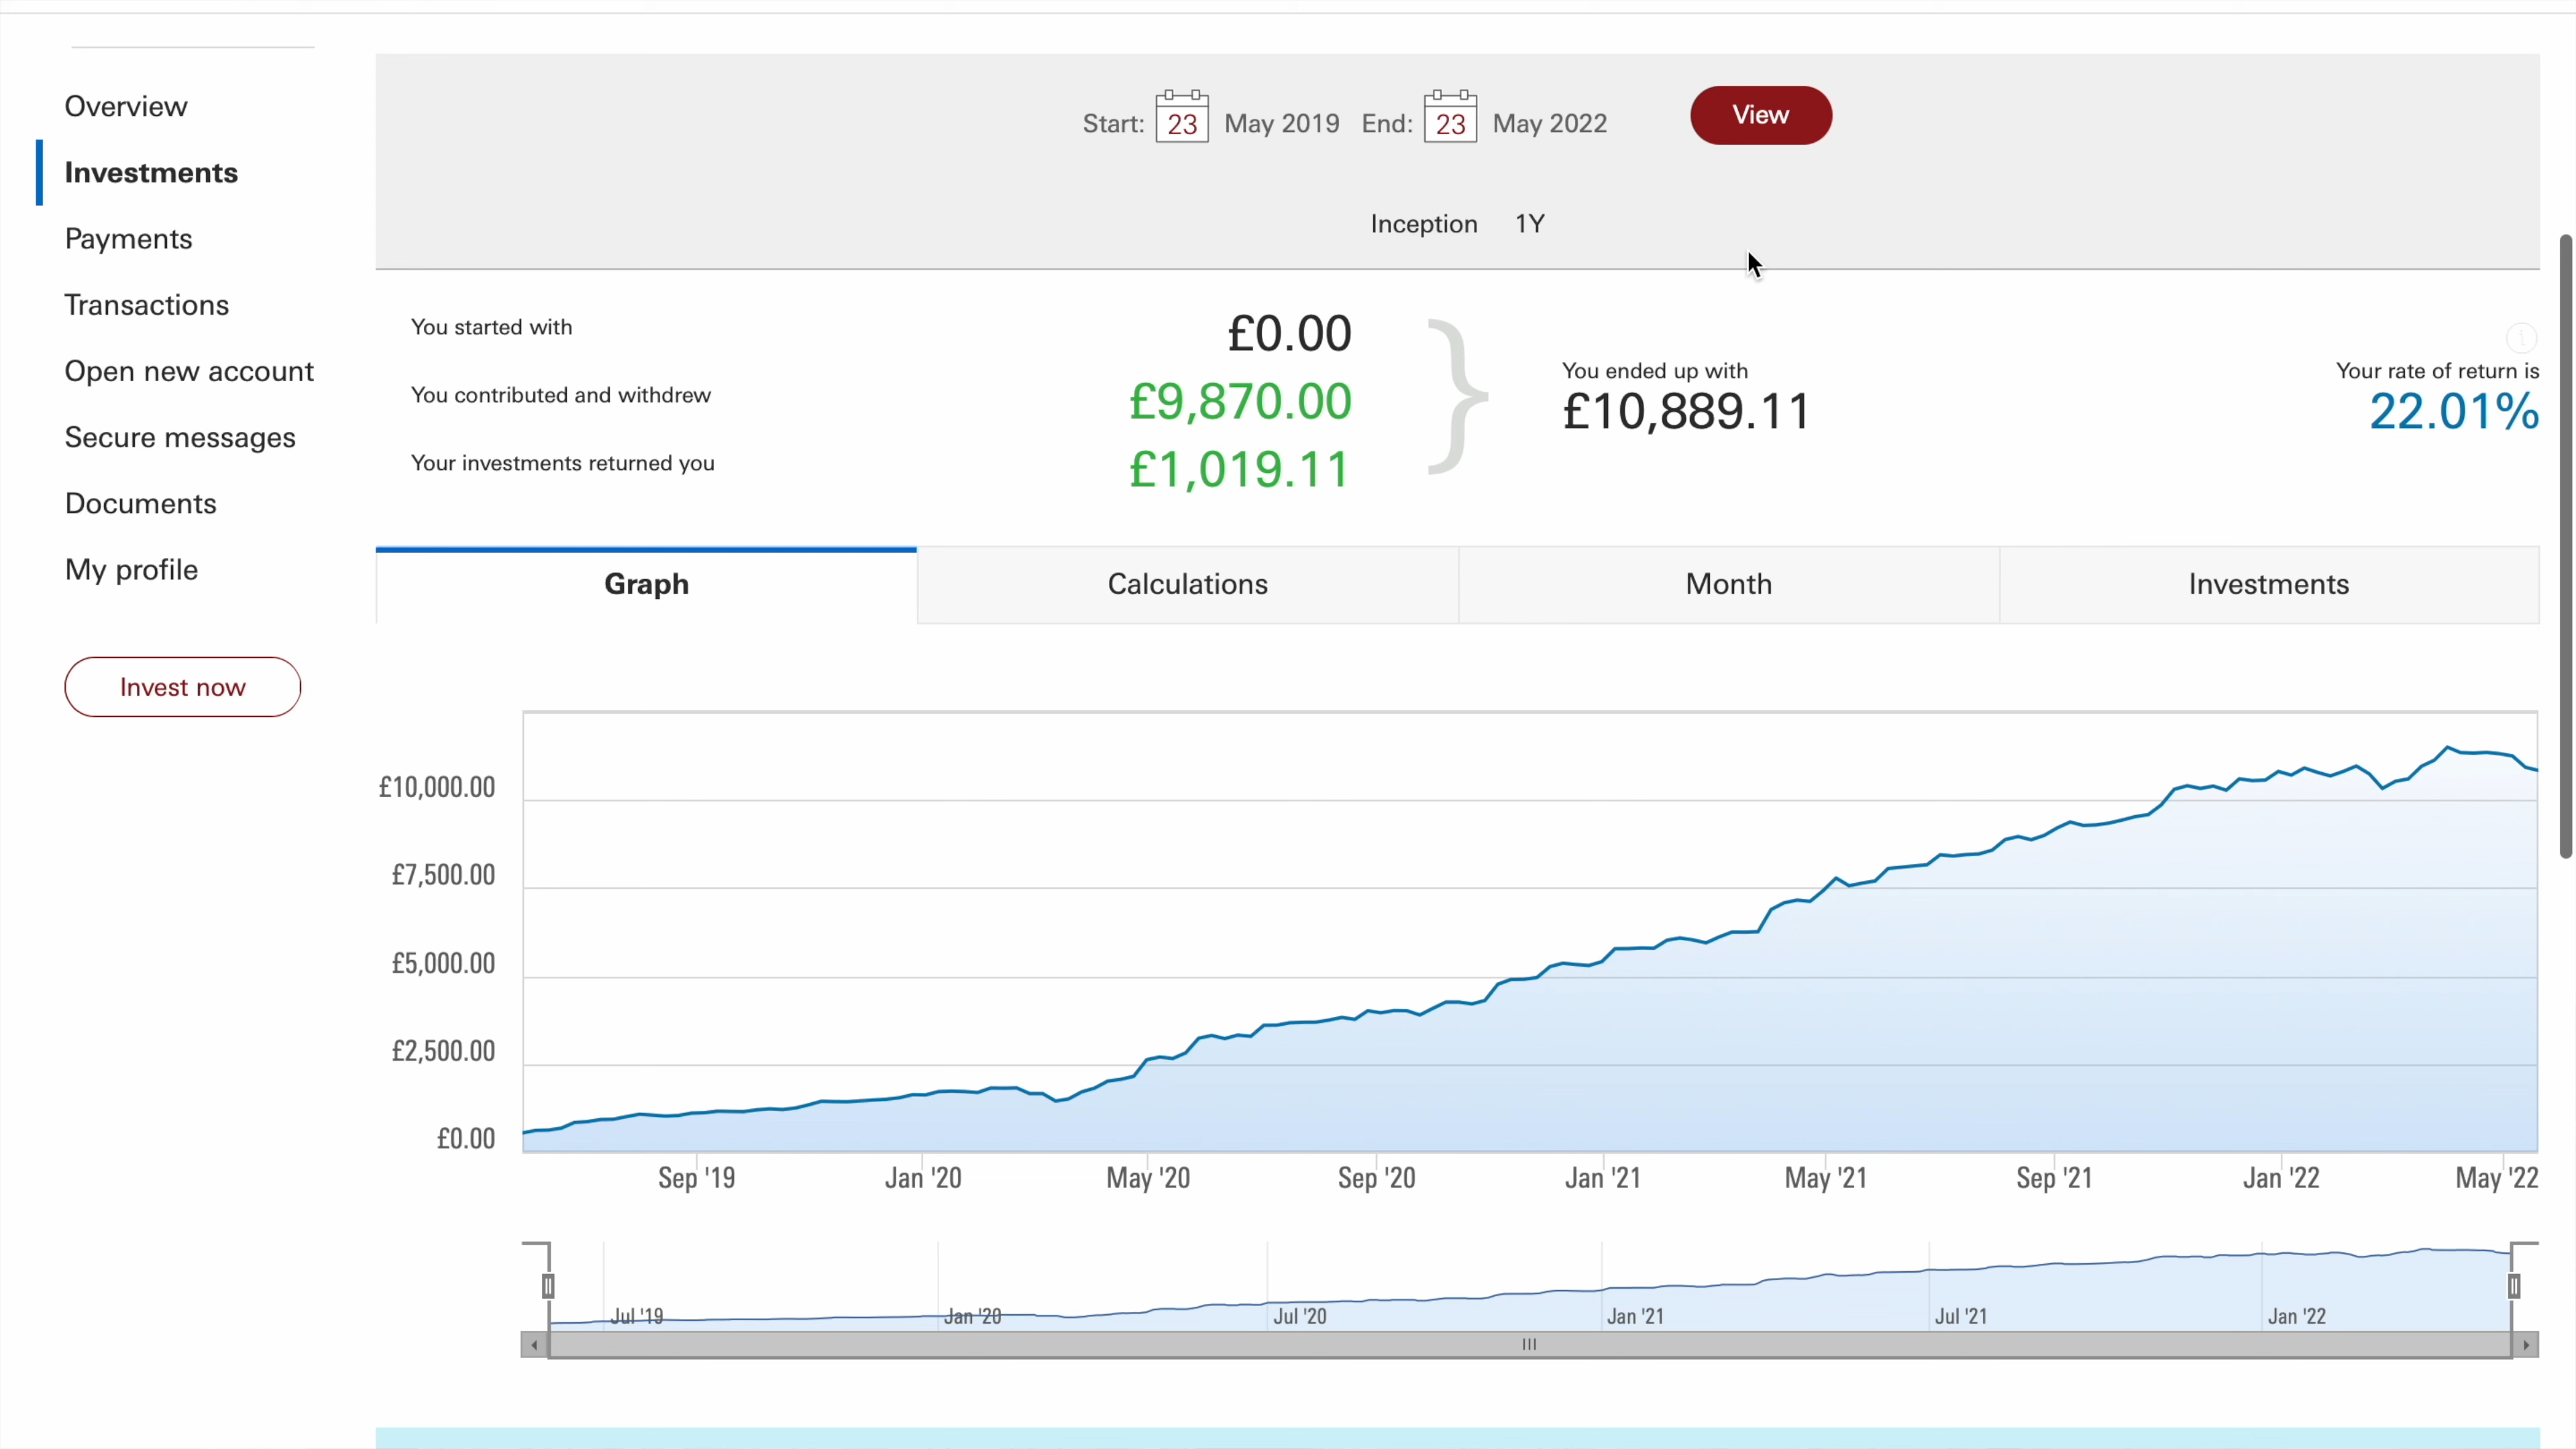 Overview
Investments
Payments
Transactions
Open new account
Secure messages
Documents
My profile
Invest now
Start: 23 May 2019 End: 23 May 2022 View
Inception 1Y
You started with £0.00
You contributed and withdrew £9,870.00
Your investments returned you £1,019.11
You ended up with
£10,889.11
Your rate of return is
22.01%
Graph Calculations Month Investments
£10,000.00
£7,500.00
£5,000.00
£2,500.00
£0.00
Sep '19 Jan '20 May '20 Sep '20 Jan '21 May '21 Sep '21 Jan '22 May '22
Jul '19 Jan '20 Jul '20 Jan '21 Jul '21 Jan '22